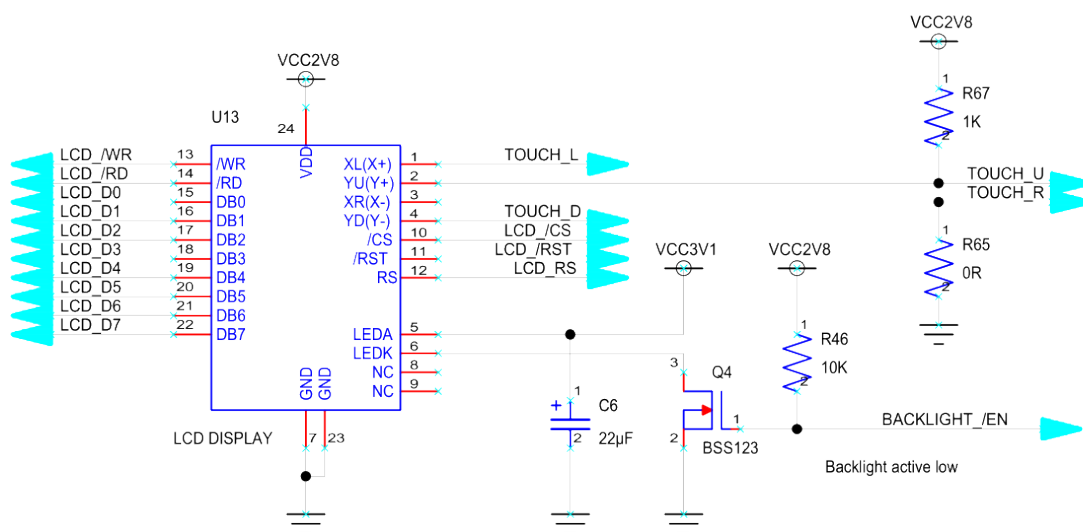 VCC2V8
VCC2V8
U13
24
R67
1
1K
2
VDD
LCD_/WR 13 /WR XL(X+) 1 TOUCH_L
LCD_/RD 14 /RD YU(Y+) 2 TOUCH_U
LCD_D0 15 DB0 XR(X-) 3 TOUCH_R
LCD_D1 16 DB1 YD(Y-) 4 TOUCH_D
LCD_D2 17 DB2 /CS 10 LCD_/CS
LCD_D3 18 DB3 /RST 11 LCD_/RST
LCD_D4 19 DB4 RS 12 LCD_RS
LCD_D5 20 DB5
LCD_D6 21 DB6
LCD_D7 22 DB7
VCC3V1
VCC2V8
1
R65
0R
2
LEDA 5
LEDK 6
NC 8
NC 9
GND GND
7 23
LCD DISPLAY
+ 1
C6
2 22µF
3
Q4
1
2
BSS123
1
R46
10K
2
BACKLIGHT_/EN
Backlight active low